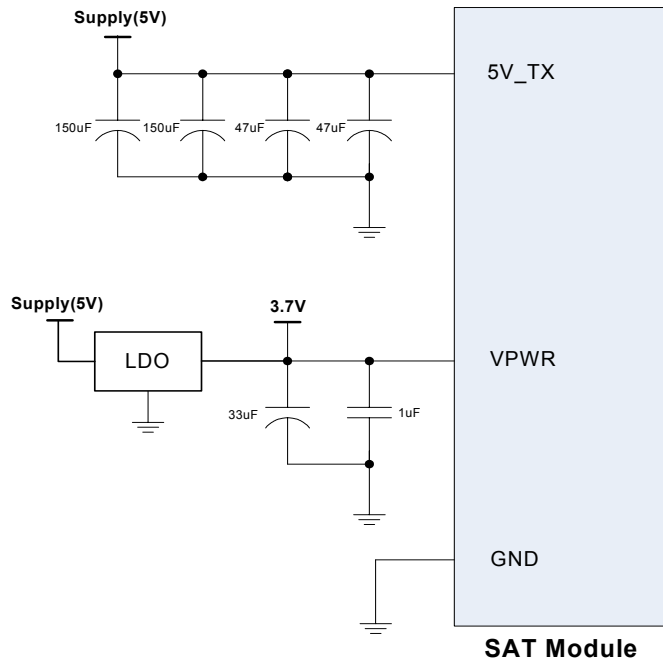 Supply(5V)
5V_TX
150uF 150uF 47uF 47uF
Supply(5V)
3.7V
LDO
VPWR
33uF 1uF
GND
SAT Module